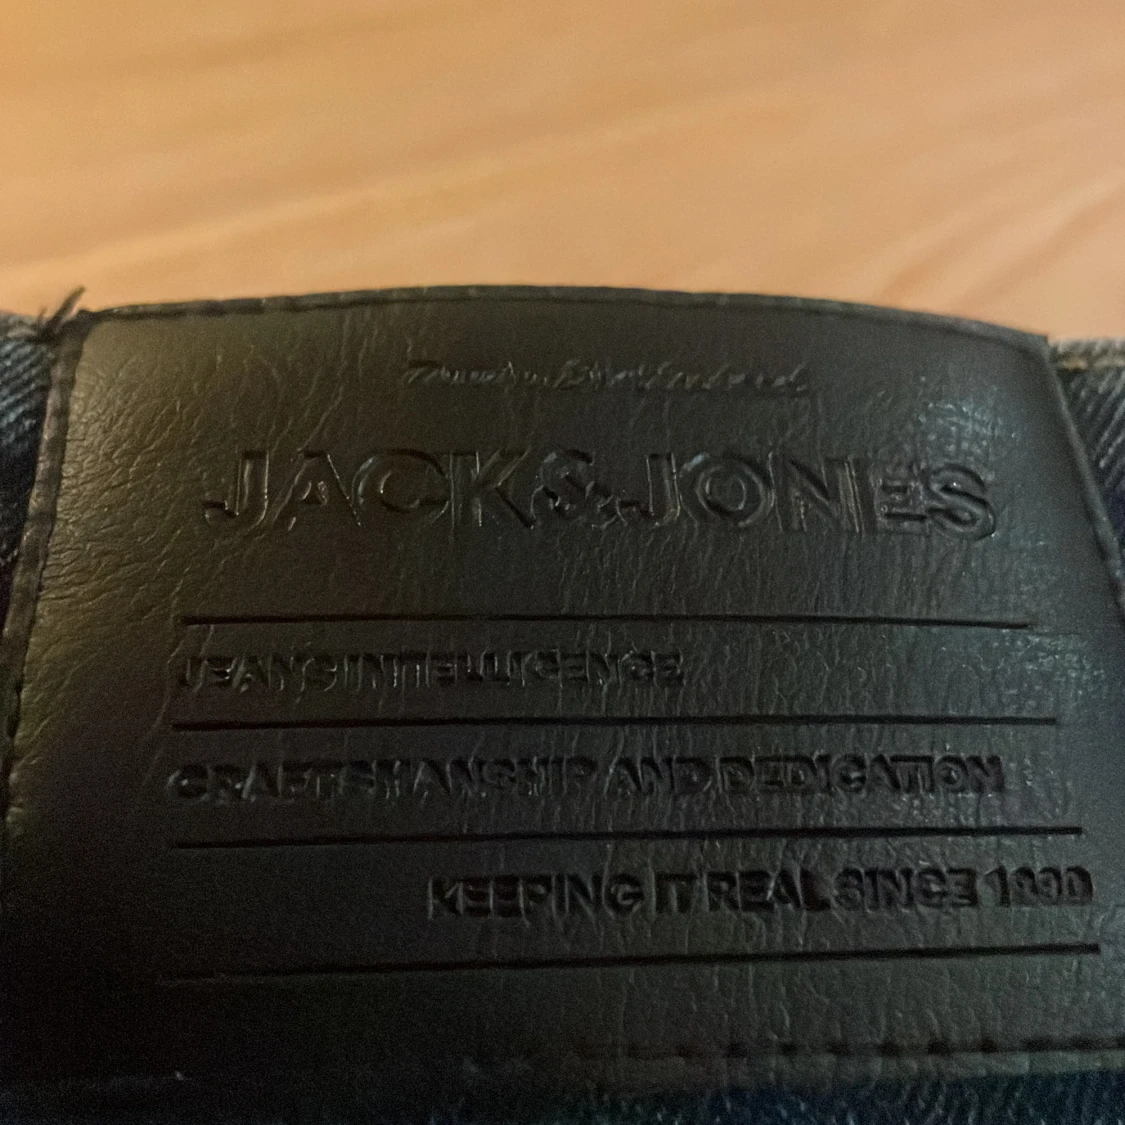 JACK&JONES
JEANS INTELLIGENCE
CRAFTSMANSHIP AND DEDICATION
KEEPING IT REAL SINCE 1990